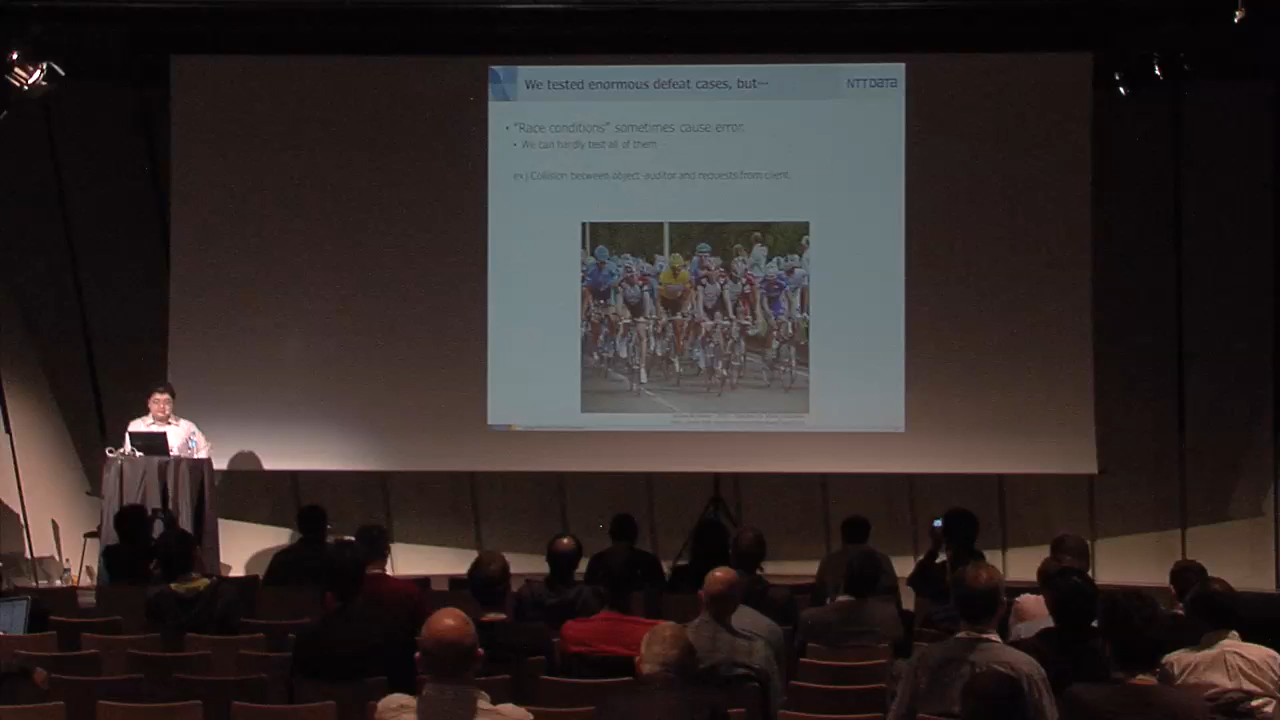 We tested enormous defeat cases, but…
NTT DATA
• "Race conditions" sometimes cause error.
• We can hardly test all of them.
ex.) Collision between object-auditor and requests from client.